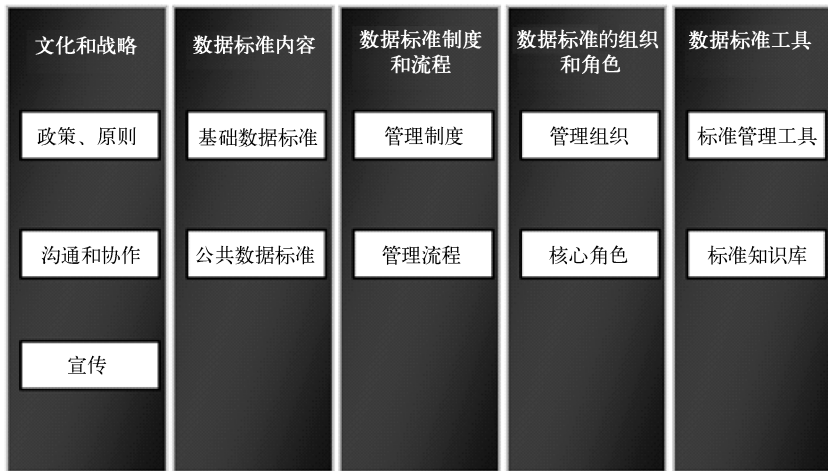 文化和战略
政策、原则
沟通和协作
宣传
数据标准内容
基础数据标准
公共数据标准
数据标准制度
和流程
管理制度
管理流程
数据标准的组织
和角色
管理组织
核心角色
数据标准工具
标准管理工具
标准知识库